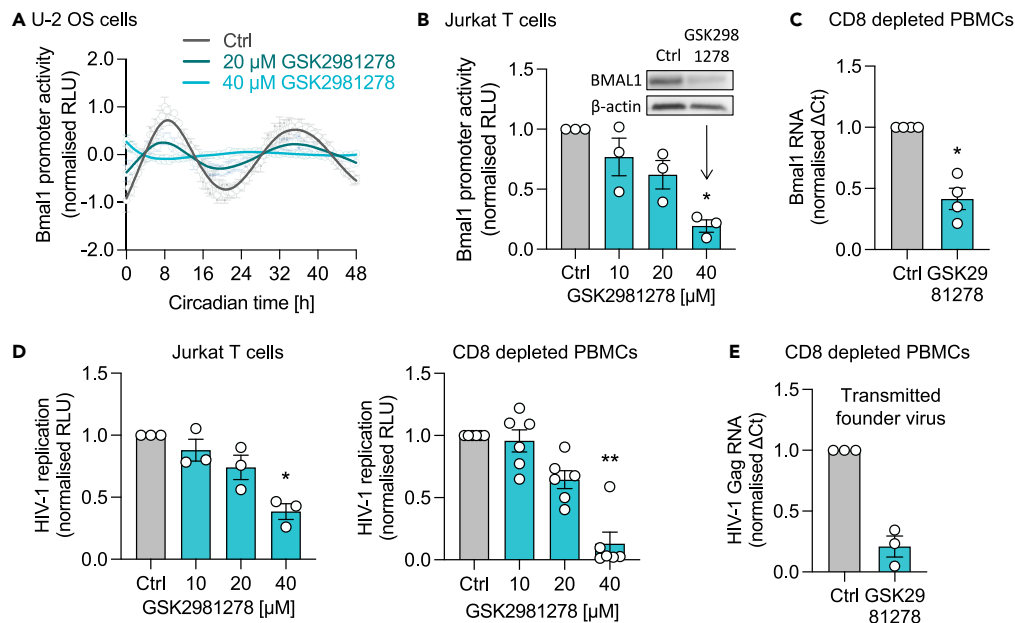 A U-2 OS cells
Ctrl
20 µM GSK2981278
40 µM GSK2981278
2.0
1.0
0.0
-1.0
-2.0
Bmal1 promoter activity
(normalised RLU)
0 8 16 24 32 40 48
Circadian time [h]
B Jurkat T cells
Ctrl
GSK298
1278
BMAL1
β-actin
1.5
1.0
0.5
0.0
Bmal1 promoter activity
(normalised RLU)
*
Ctrl 10 20 40
GSK2981278 [µM]
C CD8 depleted PBMCs
1.5
1.0
0.5
0.0
Bmal1 RNA
(normalised ΔCt)
*
Ctrl GSK29
81278
D Jurkat T cells
1.5
1.0
0.5
0.0
HIV-1 replication
(normalised RLU)
*
Ctrl 10 20 40
GSK2981278 [µM]
CD8 depleted PBMCs
1.5
1.0
0.5
0.0
HIV-1 replication
(normalised RLU)
**
Ctrl 10 20 40
GSK2981278 [µM]
E CD8 depleted PBMCs
Transmitted
founder virus
1.5
1.0
0.5
0.0
HIV-1 Gag RNA
(normalised ΔCt)
Ctrl GSK29
81278